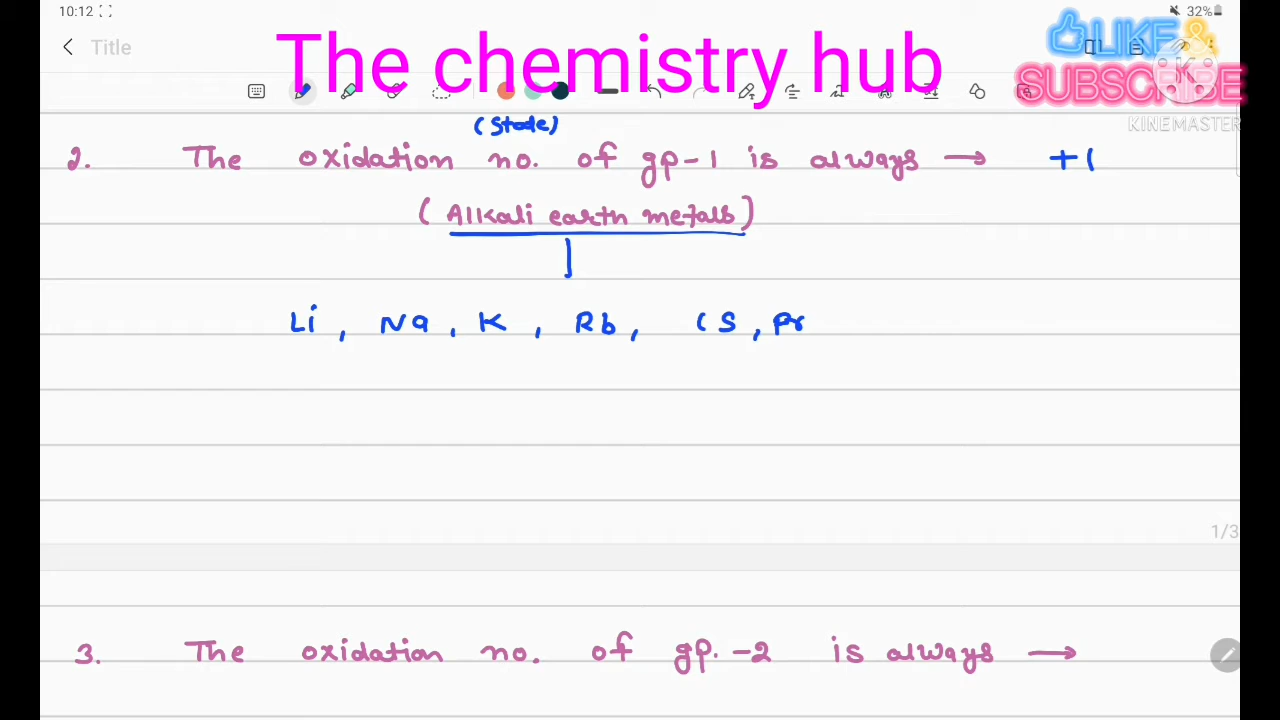 10:12
32%
Title
The chemistry hub
LIKE &
SUBSCRIBE
K
KINEMASTER
(State)
2. The oxidation no. of gp-1 is always → +1
(Alkali earth metals)
Li, Na, K, Rb, Cs, Fr
1/3
3. The oxidation no. of gp.-2 is always →